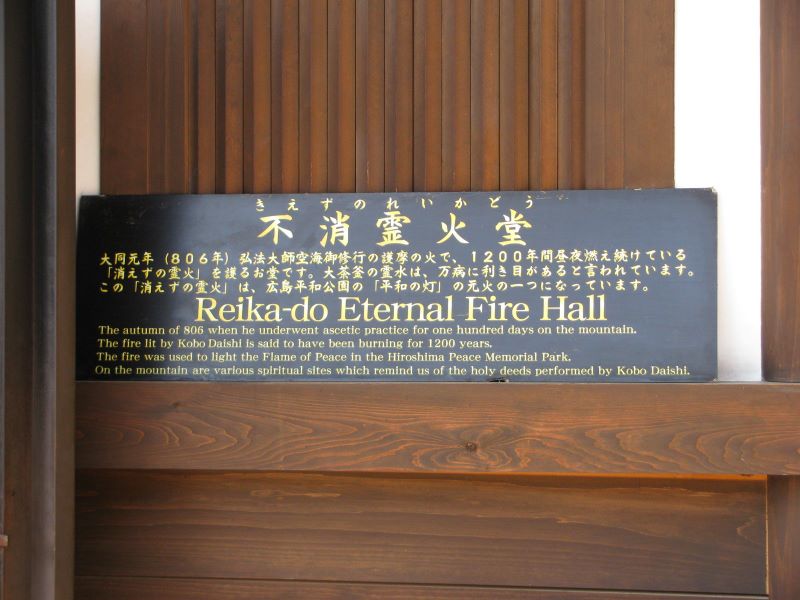 きえずのれいかどう
不消霊火堂
大同元年（８０６年）弘法大師空海御修行の護摩の火で、１２００年間昼夜燃え続けている
「消えずの霊火」を護るお堂です。大茶釜の霊水は、万病に利き目があると言われています。
この「消えずの霊火」は、広島平和公園の「平和の灯」の元火の一つになっています。
Reika-do Eternal Fire Hall
The autumn of 806 when he underwent ascetic practice for one hundred days on the mountain.
The fire lit by Kobo Daishi is said to have been burning for 1200 years.
The fire was used to light the Flame of Peace in the Hiroshima Peace Memorial Park.
On the mountain are various spiritual sites which remind us of the holy deeds performed by Kobo Daishi.